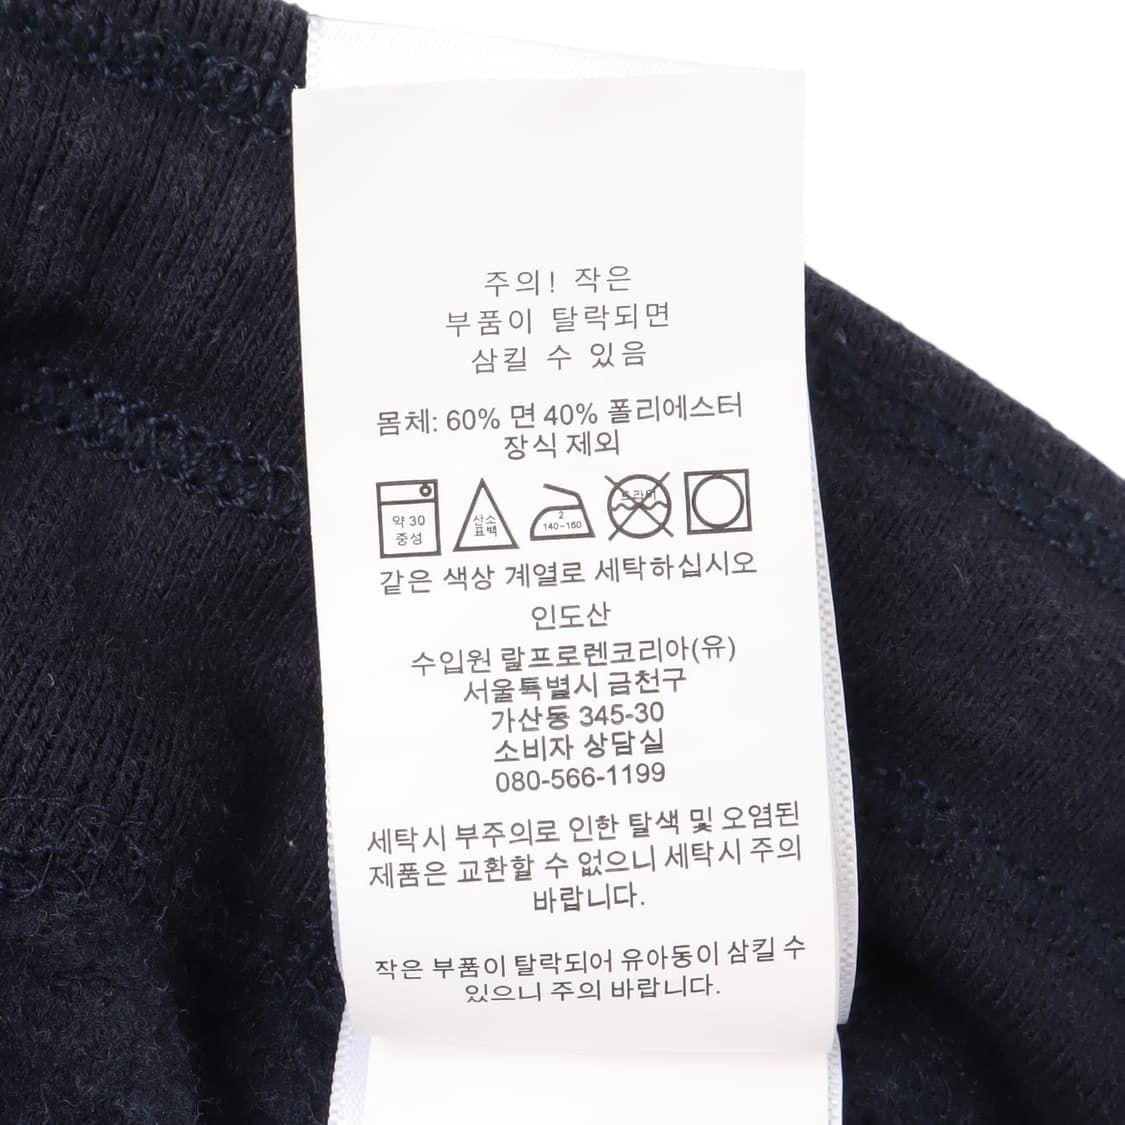 주의! 작은
부품이 탈락되면
삼킬 수 있음
몸체: 60% 면 40% 폴리에스터
장식 제외
약 30
중성
산소
표백
2
140-160
드라이
같은 색상 계열로 세탁하십시오
인도산
수입원 랄프로렌코리아(유)
서울특별시 금천구
가산동 345-30
소비자 상담실
080-566-1199
세탁시 부주의로 인한 탈색 및 오염된
제품은 교환할 수 없으니 세탁시 주의
바랍니다.
작은 부품이 탈락되어 유아동이 삼킬 수
있으니 주의 바랍니다.